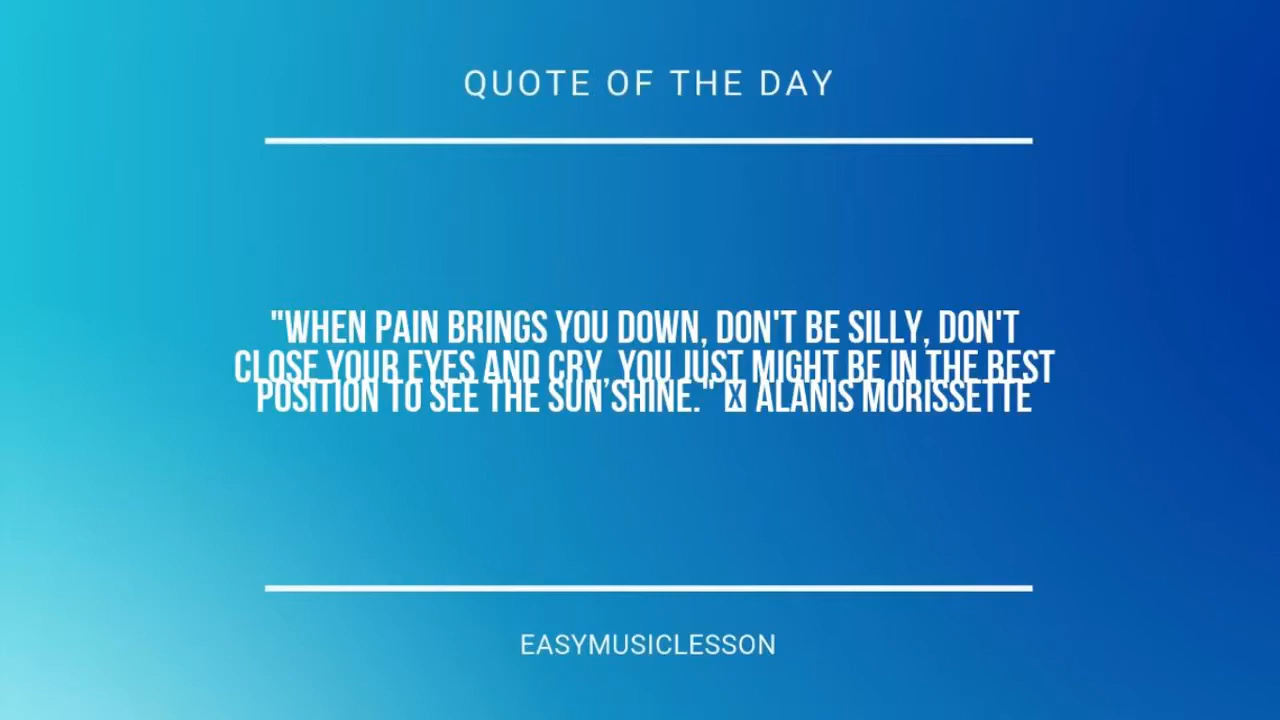 QUOTE OF THE DAY
"WHEN PAIN BRINGS YOU DOWN, DON'T BE SILLY, DON'T
CLOSE YOUR EYES AND CRY, YOU JUST MIGHT BE IN THE BEST
POSITION TO SEE THE SUN SHINE." ☒ ALANIS MORISSETTE
EASYMUSICLESSON